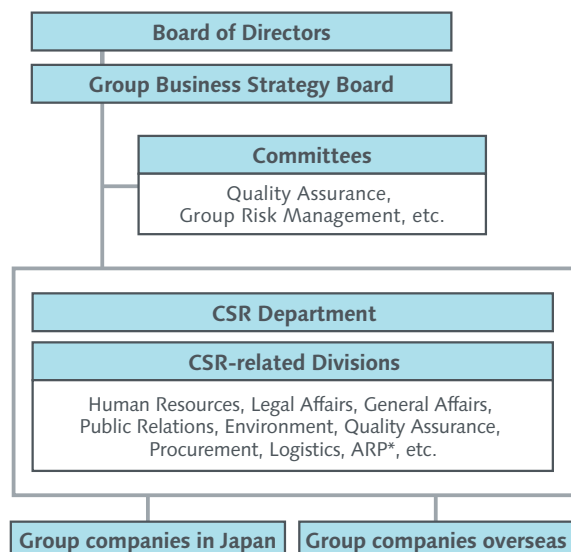 Board of Directors
Group Business Strategy Board
Committees
Quality Assurance,
Group Risk Management, etc.
CSR Department
CSR-related Divisions
Human Resources, Legal Affairs, General Affairs,
Public Relations, Environment, Quality Assurance,
Procurement, Logistics, ARP*, etc.
Group companies in Japan
Group companies overseas